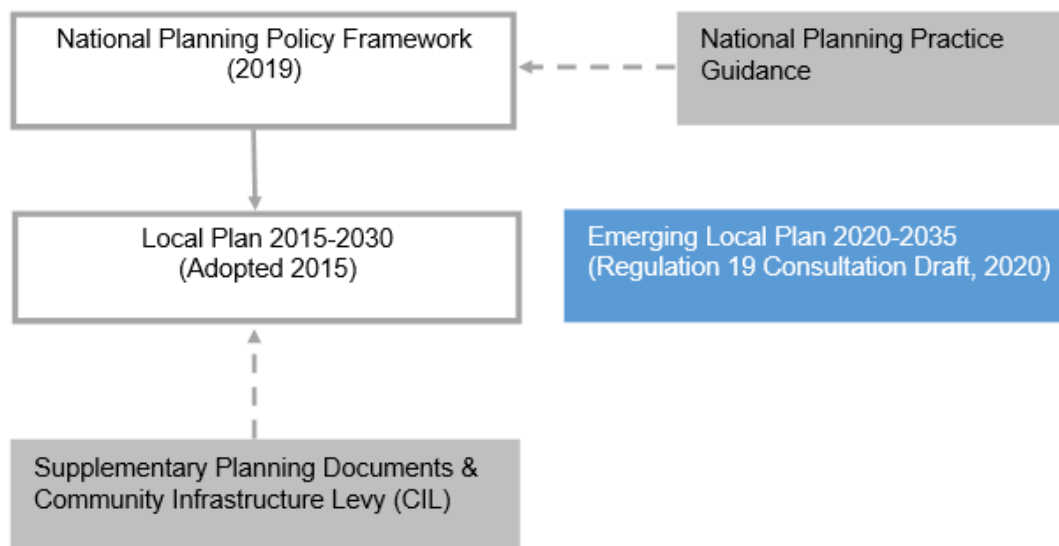 National Planning Policy Framework
(2019)
National Planning Practice
Guidance
Local Plan 2015-2030
(Adopted 2015)
Emerging Local Plan 2020-2035
(Regulation 19 Consultation Draft, 2020)
Supplementary Planning Documents &
Community Infrastructure Levy (CIL)